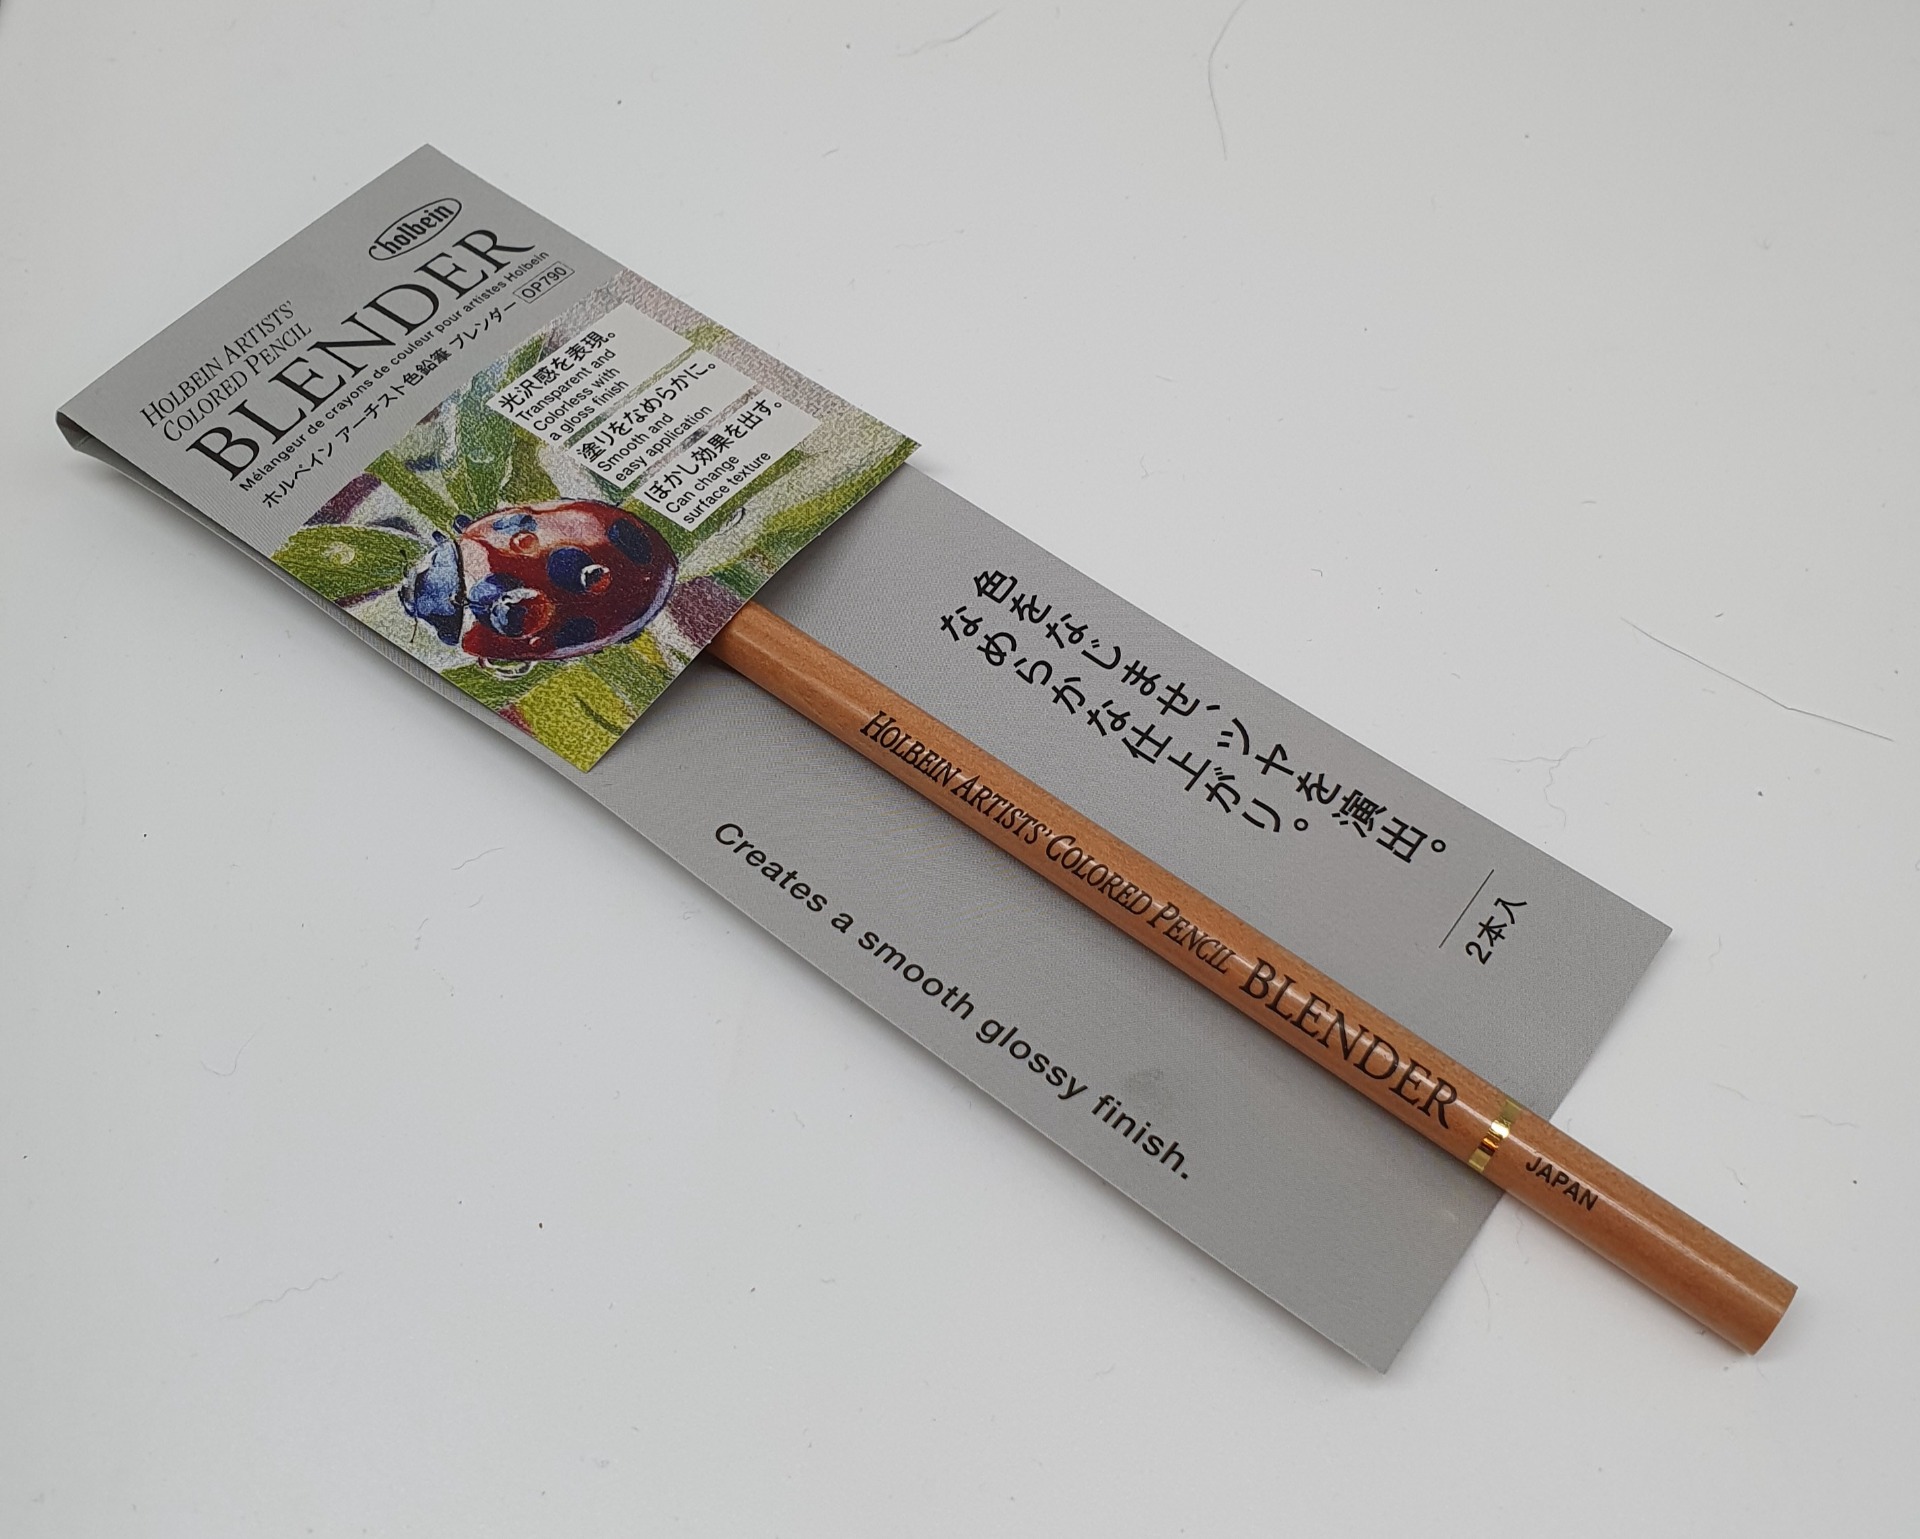 holbein
HOLBEIN ARTISTS'
COLORED PENCIL
BLENDER
Mélangeur de crayons de couleur pour artistes Holbein
ホルベイン アーチスト色鉛筆 ブレンダー OP790
光沢感を表現。
Transparent and
Colorless with
a gloss finish
塗りをなめらかに。
Smooth and
easy application
ぼかし効果を出す。
Can change
surface texture
色をなじませ、ツヤを演出。
なめらかな仕上がり。
2本入
HOLBEIN ARTISTS' COLORED PENCIL BLENDER JAPAN
Creates a smooth glossy finish.